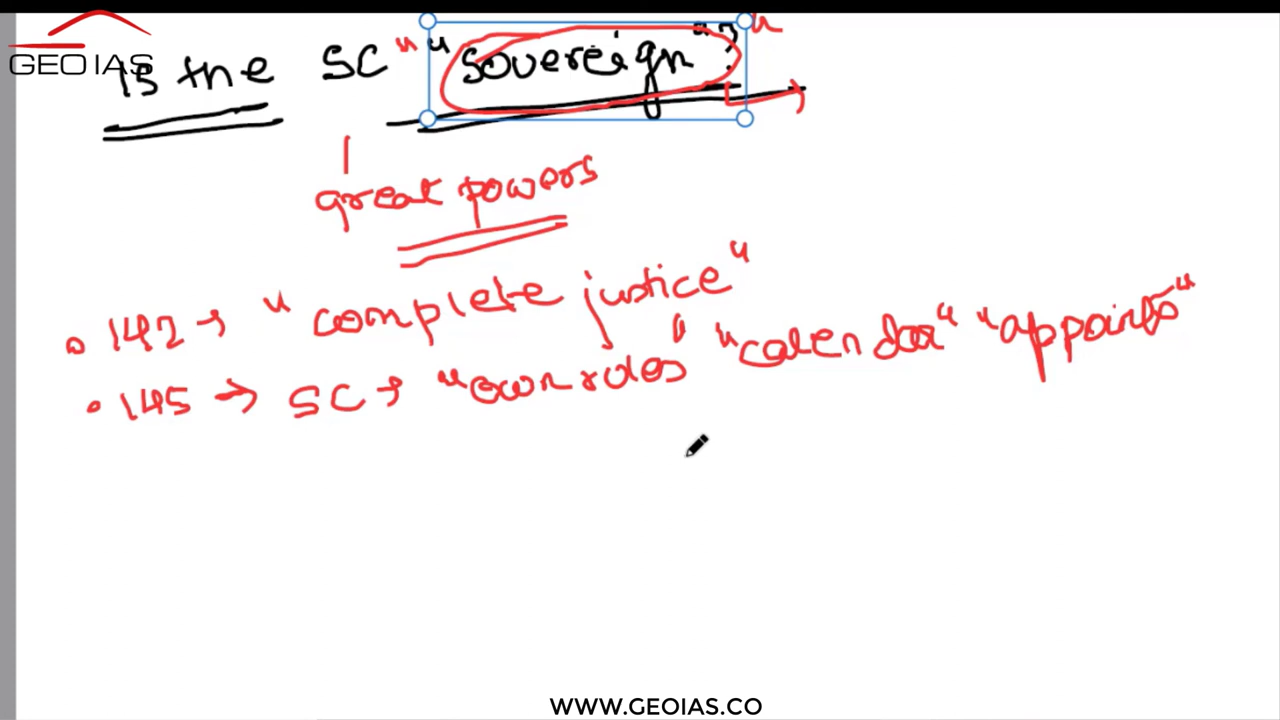 GEO IAS
Is the SC "" sovereign"?"
great powers
• 142 → "complete justice"
• 145 → SC → "own rules" "calendar" "appoints"
WWW.GEOIAS.CO